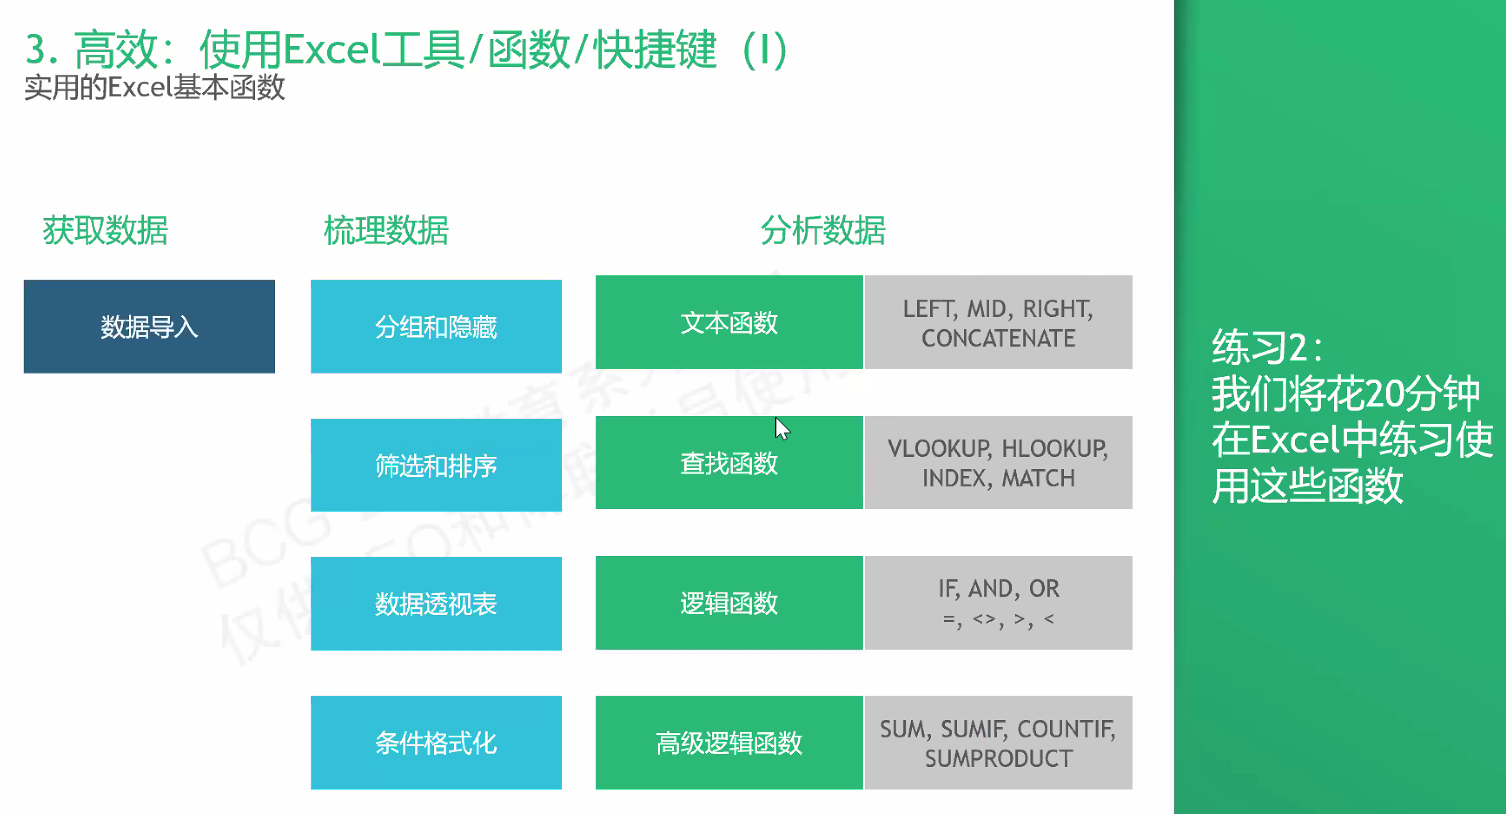 3. 高效：使用Excel工具/函数/快捷键（I）
实用的Excel基本函数
获取数据
梳理数据
分析数据
数据导入
分组和隐藏
筛选和排序
数据透视表
条件格式化
文本函数
LEFT, MID, RIGHT,
CONCATENATE
查找函数
VLOOKUP, HLOOKUP,
INDEX, MATCH
逻辑函数
IF, AND, OR
=, <>, >, <
高级逻辑函数
SUM, SUMIF, COUNTIF,
SUMPRODUCT
练习2：
我们将花20分钟
在Excel中练习使
用这些函数
BCG
仅供